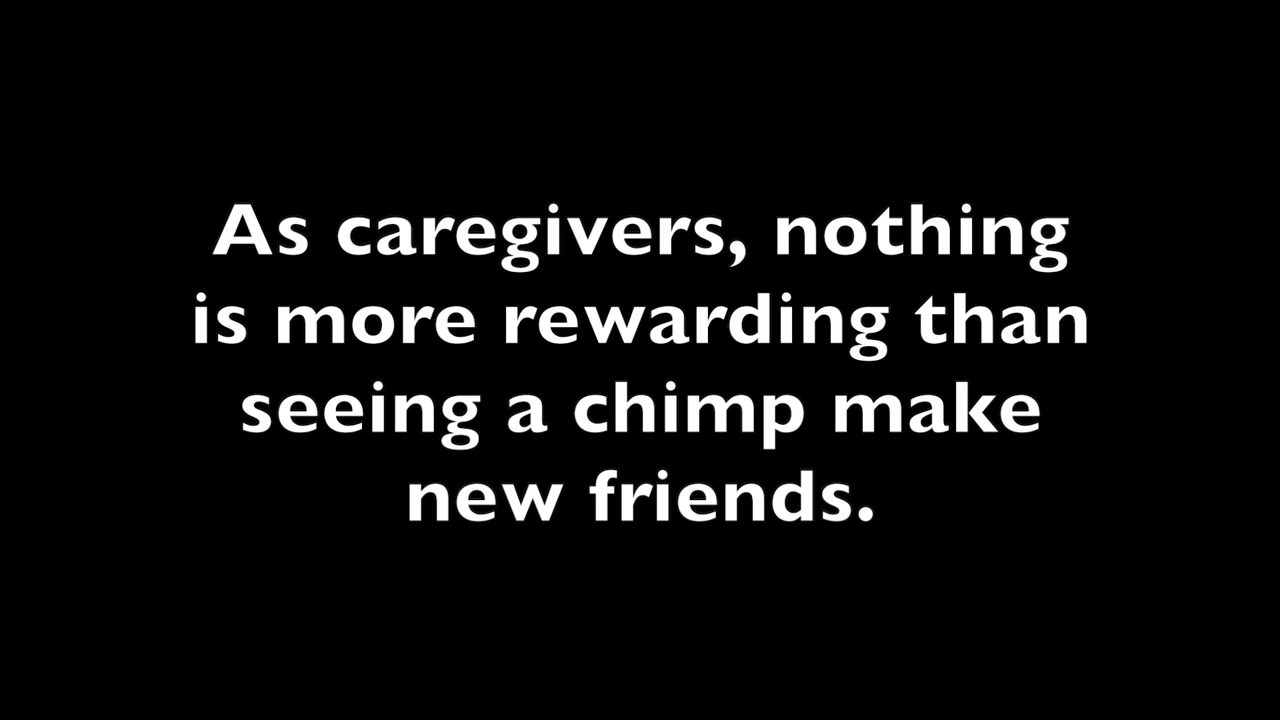 As caregivers, nothing
is more rewarding than
seeing a chimp make
new friends.